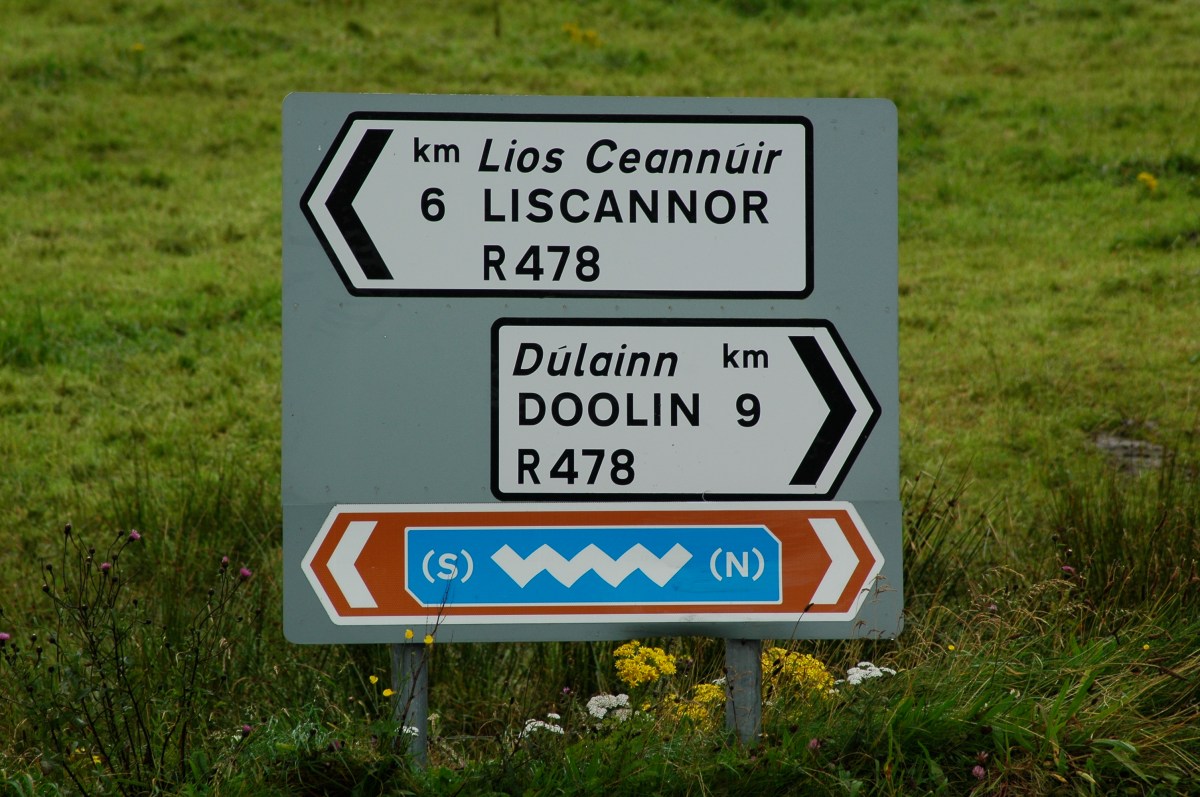 km Lios Ceannúir
6 LISCANNOR
R478
Dúlainn km
DOOLIN 9
R478
(S) (N)